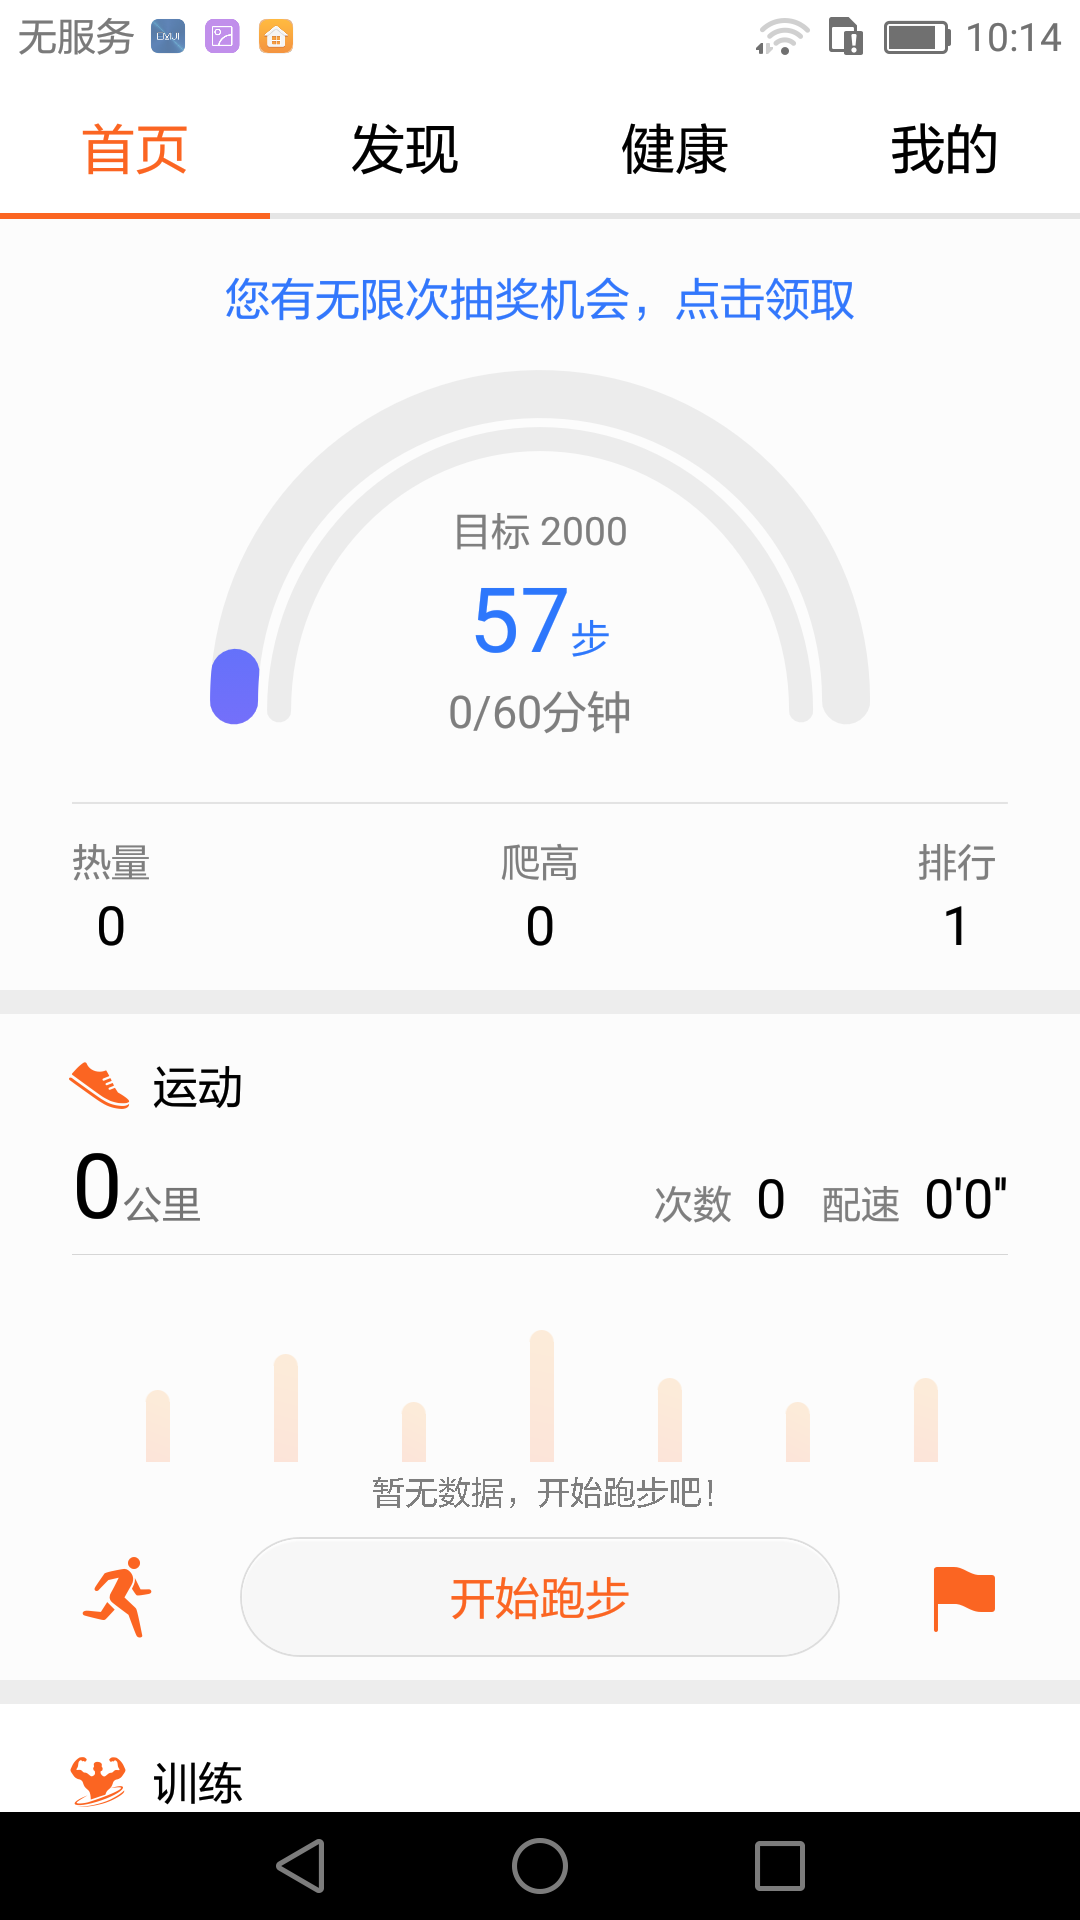 无服务 EMUI 10:14
首页 发现 健康 我的
您有无限次抽奖机会，点击领取
目标 2000
57步
0/60分钟
热量 爬高 排行
0 0 1
运动
0公里 次数 0 配速 0'0"
暂无数据，开始跑步吧！
开始跑步
训练